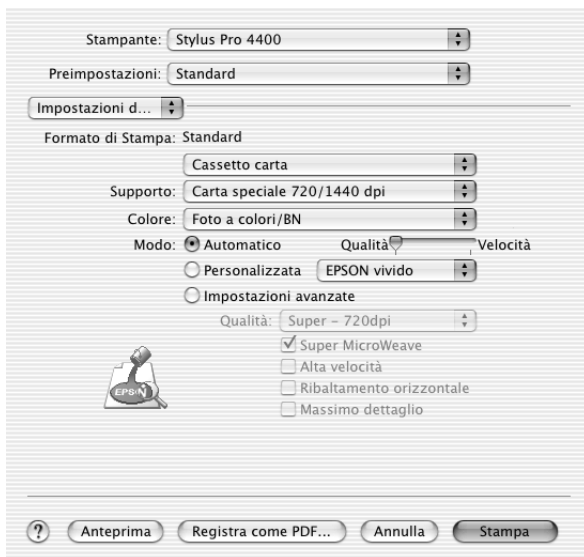 Stampante: Stylus Pro 4400
Preimpostazioni: Standard
Impostazioni d...
Formato di Stampa: Standard
Cassetto carta
Supporto: Carta speciale 720/1440 dpi
Colore: Foto a colori/BN
Modo: Automatico Qualità Velocità
Personalizzata EPSON vivido
Impostazioni avanzate
Qualità: Super - 720dpi
Super MicroWeave
Alta velocità
Ribaltamento orizzontale
Massimo dettaglio
EPSON
? Anteprima Registra come PDF... Annulla Stampa